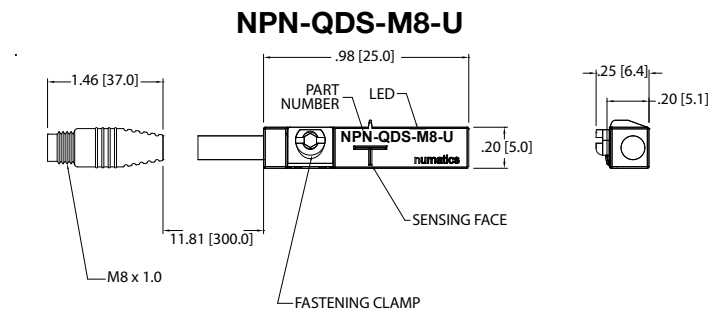 NPN-QDS-M8-U
.98 [25.0]
1.46 [37.0]
.25 [6.4]
PART
NUMBER
LED
.20 [5.1]
NPN-QDS-M8-U
.20 [5.0]
numatics
SENSING FACE
11.81 [300.0]
M8 x 1.0
FASTENING CLAMP